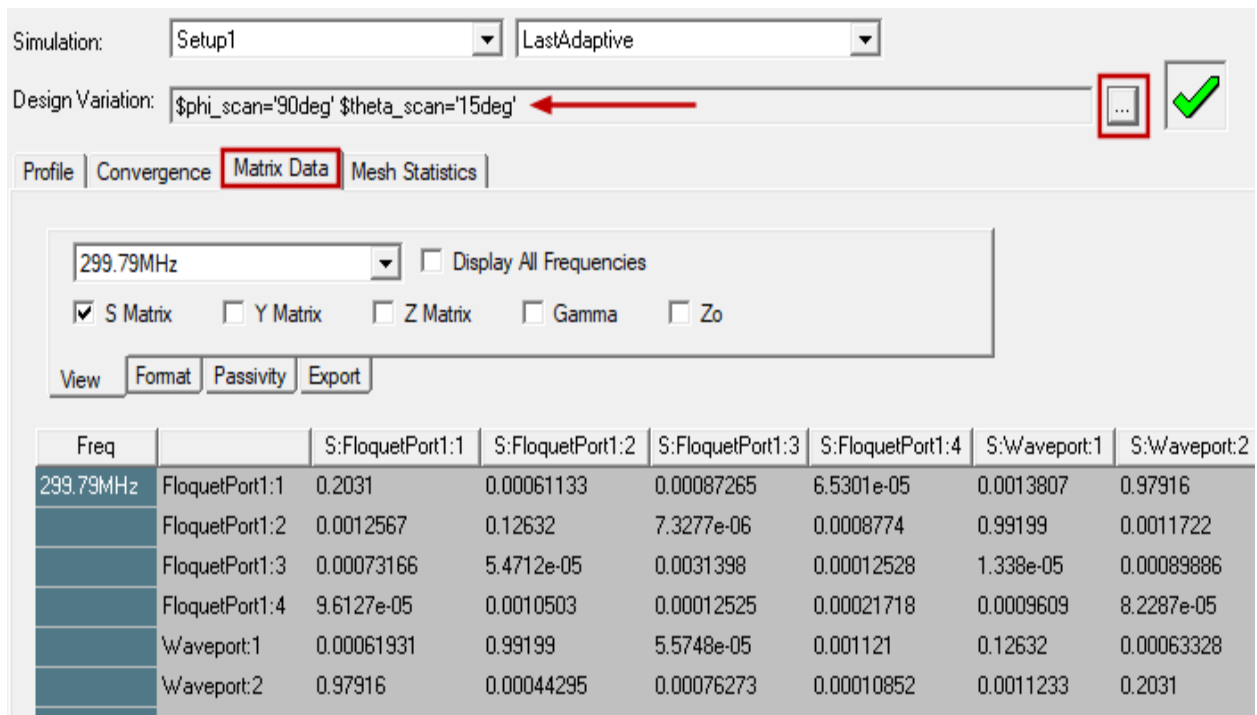 Simulation: Setup1 LastAdaptive
Design Variation: $phi_scan='90deg' $theta_scan='15deg' ...
Profile Convergence Matrix Data Mesh Statistics
299.79MHz Display All Frequencies
S Matrix Y Matrix Z Matrix Gamma Zo
View Format Passivity Export
Freq S:FloquetPort1:1 S:FloquetPort1:2 S:FloquetPort1:3 S:FloquetPort1:4 S:Waveport:1 S:Waveport:2
299.79MHz FloquetPort1:1 0.2031 0.00061133 0.00087265 6.5301e-05 0.0013807 0.97916
FloquetPort1:2 0.0012567 0.12632 7.3277e-06 0.0008774 0.99199 0.0011722
FloquetPort1:3 0.00073166 5.4712e-05 0.0031398 0.00012528 1.338e-05 0.00089886
FloquetPort1:4 9.6127e-05 0.0010503 0.00012525 0.00021718 0.0009609 8.2287e-05
Waveport:1 0.00061931 0.99199 5.5748e-05 0.001121 0.12632 0.00063328
Waveport:2 0.97916 0.00044295 0.00076273 0.00010852 0.0011233 0.2031